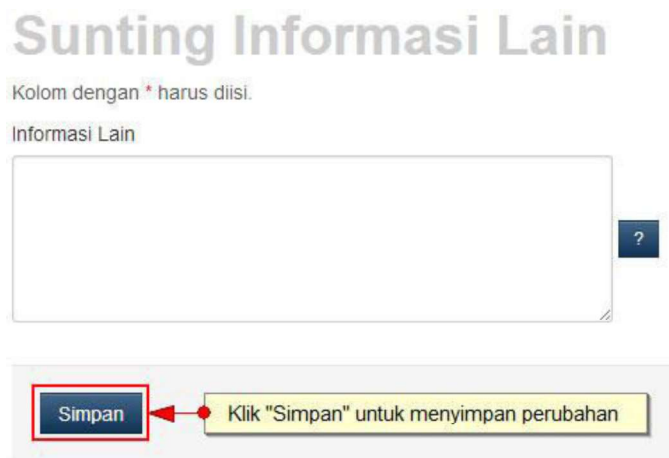 Sunting Informasi Lain
Kolom dengan * harus diisi.
Informasi Lain
?
Simpan
Klik "Simpan" untuk menyimpan perubahan